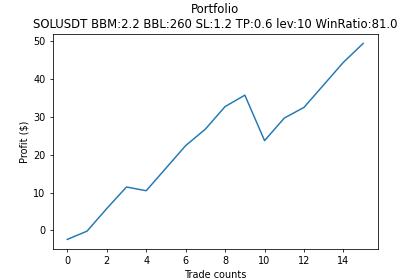 Portfolio
SOLUSDT BBM:2.2 BBL:260 SL:1.2 TP:0.6 lev:10 WinRatio:81.0
50
40
30
20
10
0
Profit ($)
0 2 4 6 8 10 12 14
Trade counts